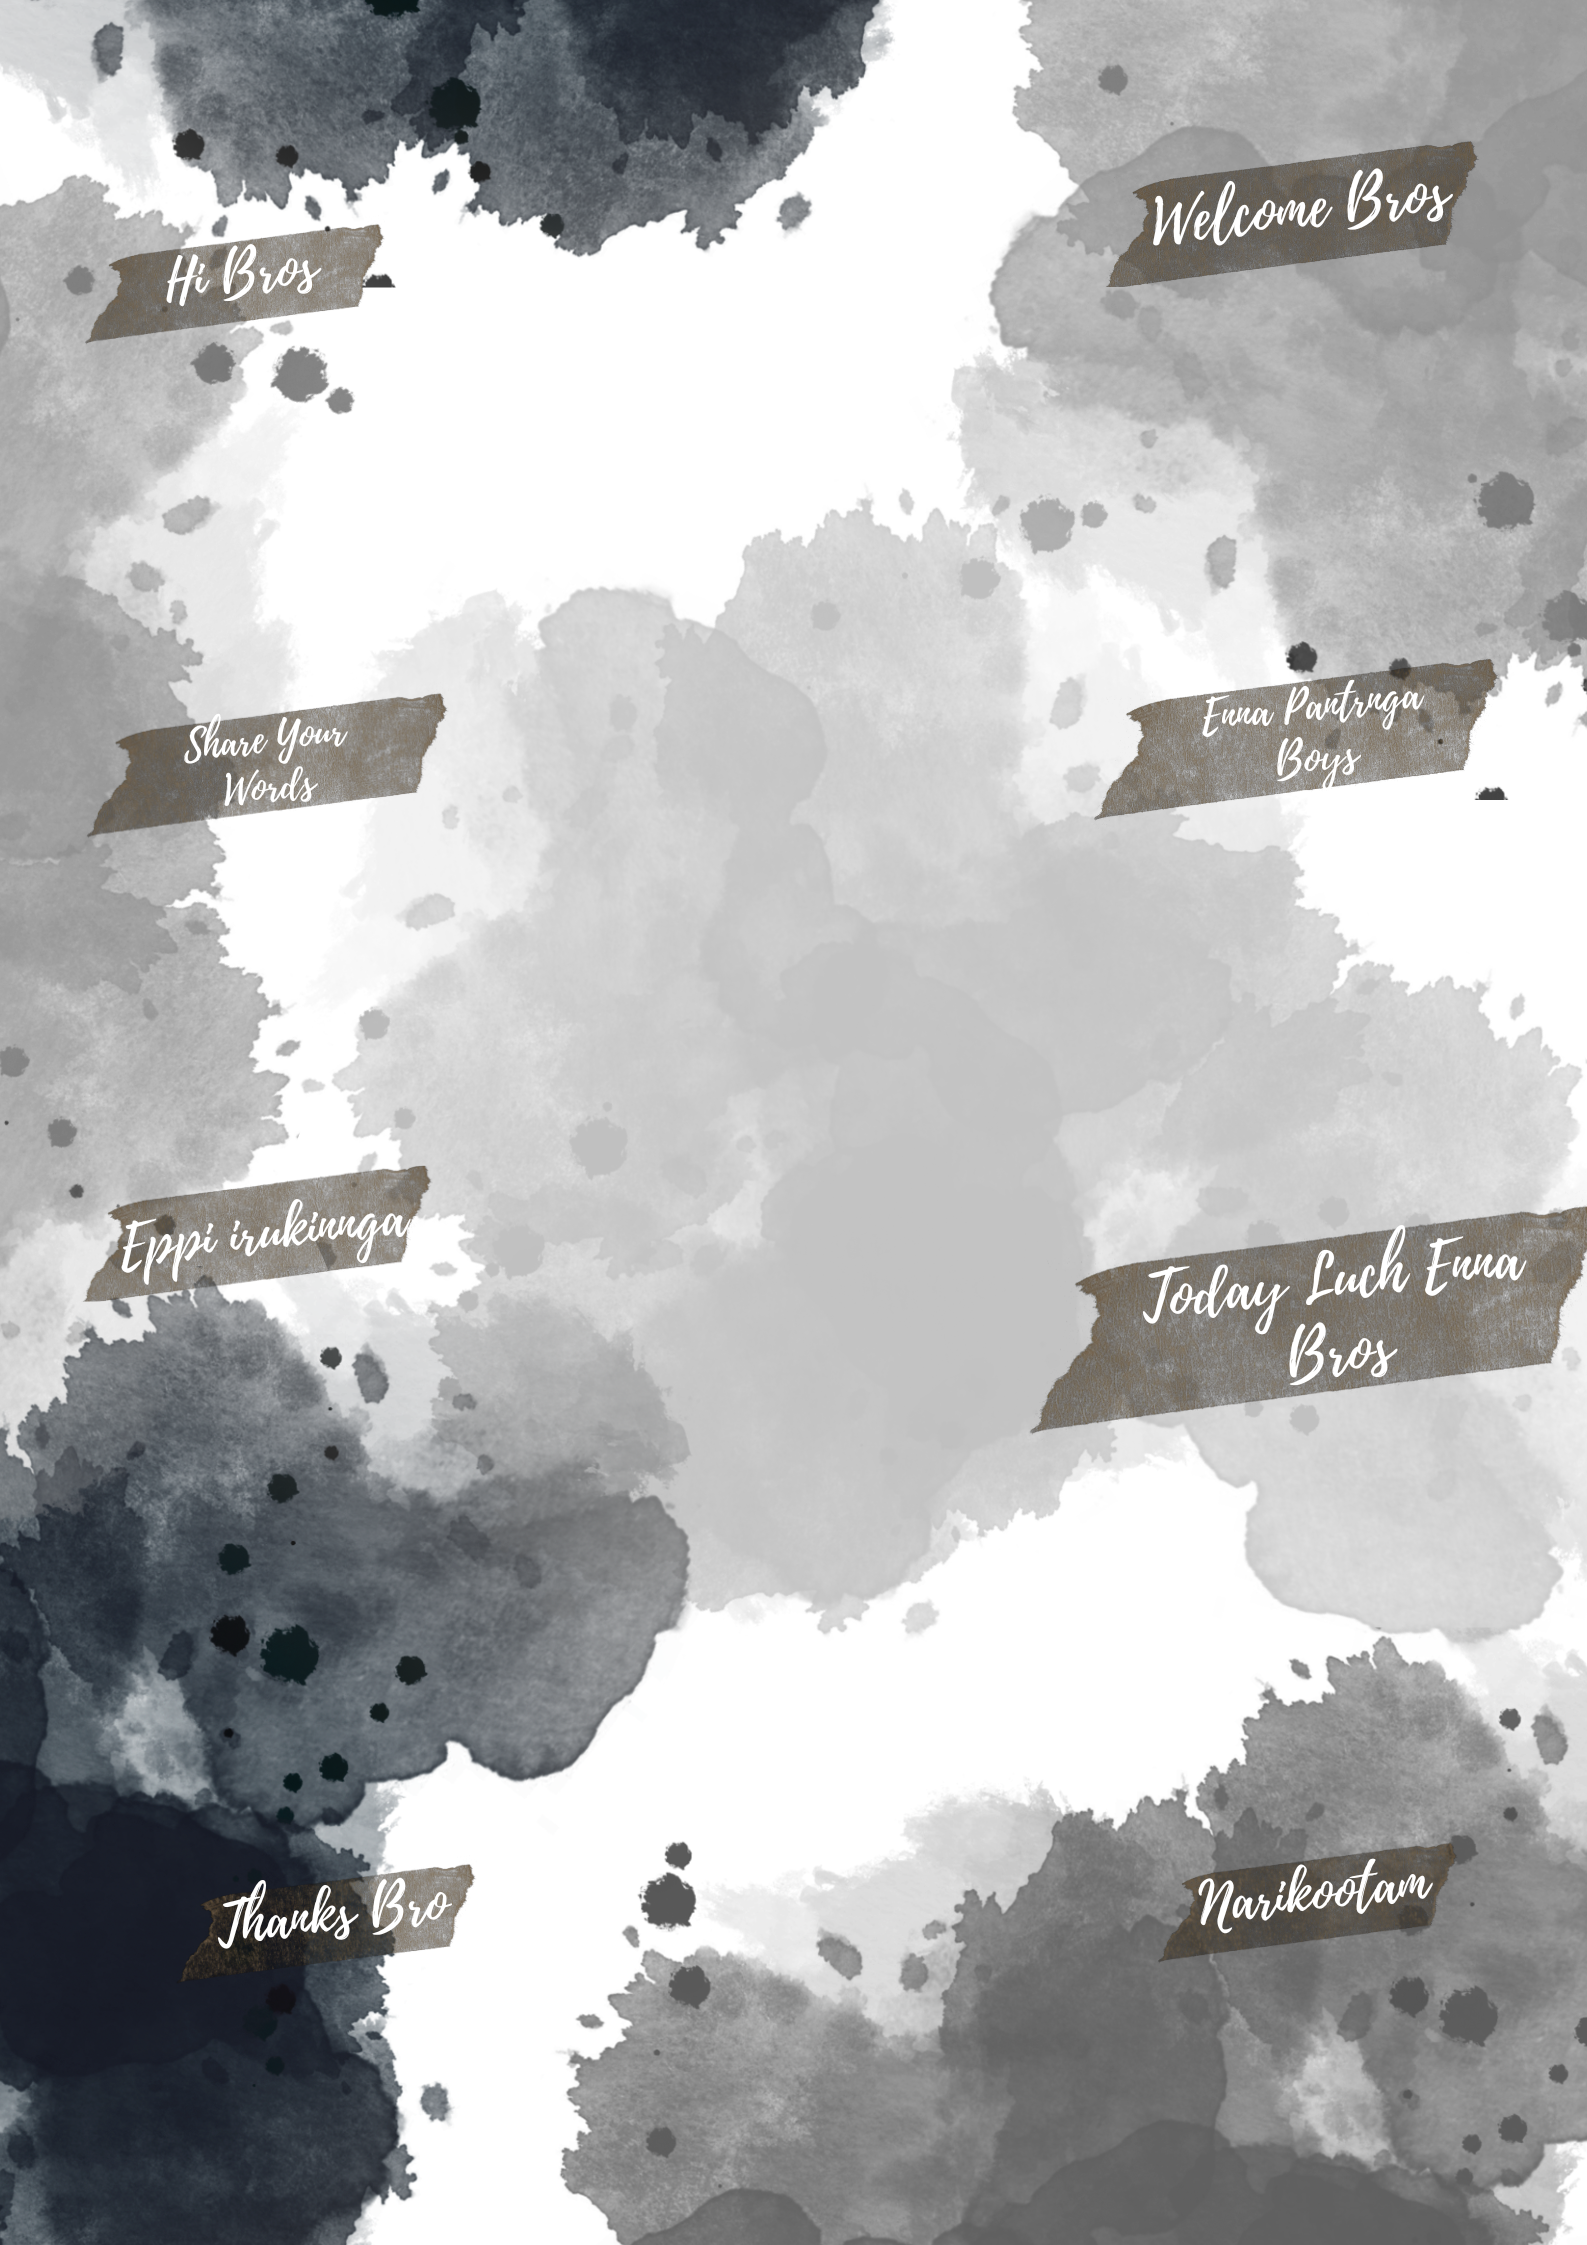 Hi Bros
Welcome Bros
Share Your
Words
Enna Pantrnga
Boys
Eppi irukinnga
Today Luch Enna
Bros
Thanks Bro
Narikootam